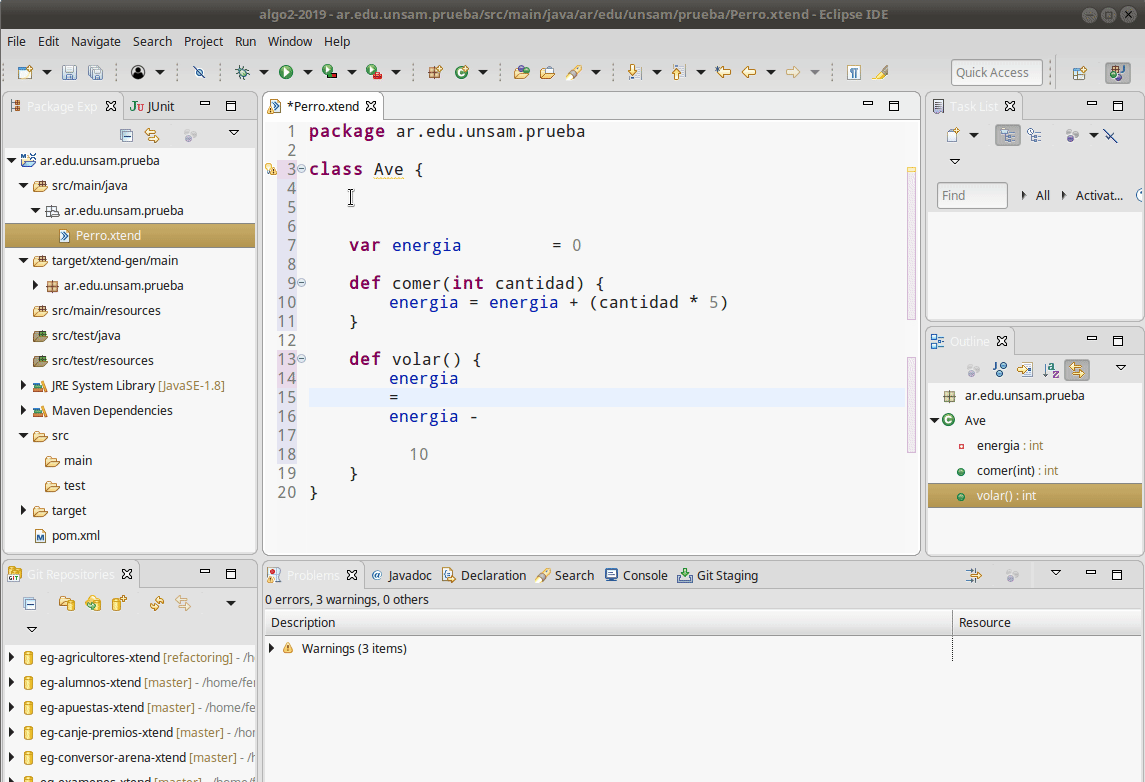 algo2-2019 - ar.edu.unsam.prueba/src/main/java/ar/edu/unsam/prueba/Perro.xtend - Eclipse IDE
File Edit Navigate Search Project Run Window Help
Quick Access
Package Exp
JUnit
ar.edu.unsam.prueba
src/main/java
ar.edu.unsam.prueba
Perro.xtend
target/xtend-gen/main
ar.edu.unsam.prueba
src/main/resources
src/test/java
src/test/resources
JRE System Library [JavaSE-1.8]
Maven Dependencies
src
main
test
target
pom.xml
*Perro.xtend
1 package ar.edu.unsam.prueba
2
3 class Ave {
4
5
6
7 var energia = 0
8
9 def comer(int cantidad) {
10 energia = energia + (cantidad * 5)
11 }
12
13 def volar() {
14 energia
15 =
16 energia -
17
18 10
19 }
20 }
Task List
Find All Activat...
Outline
ar.edu.unsam.prueba
Ave
energia : int
comer(int) : int
volar() : int
Git Repositories
eg-agricultores-xtend [refactoring] - /h
eg-alumnos-xtend [master] - /home/fer
eg-apuestas-xtend [master] - /home/fe
eg-canje-premios-xtend [master] - /hor
eg-conversor-arena-xtend [master] - /
eg-examenes-xtend [master] - /home/f
Problems @ Javadoc Declaration Search Console Git Staging
0 errors, 3 warnings, 0 others
Description Resource
Warnings (3 items)